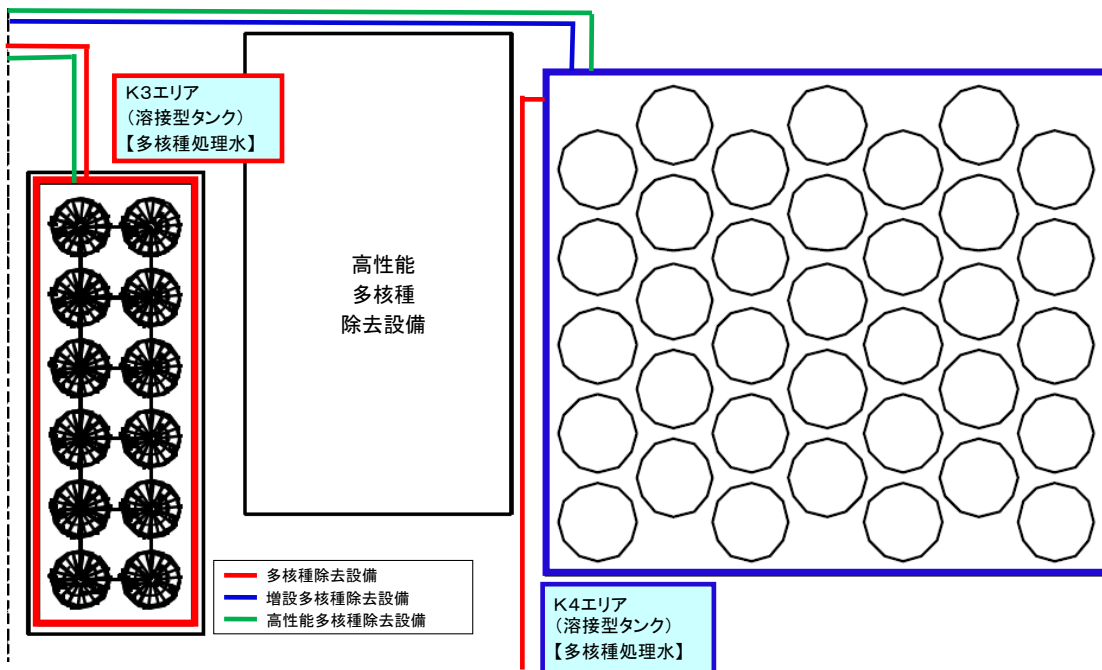 K3エリア
（溶接型タンク）
【多核種処理水】
高性能
多核種
除去設備
多核種除去設備
増設多核種除去設備
高性能多核種除去設備
K4エリア
（溶接型タンク）
【多核種処理水】